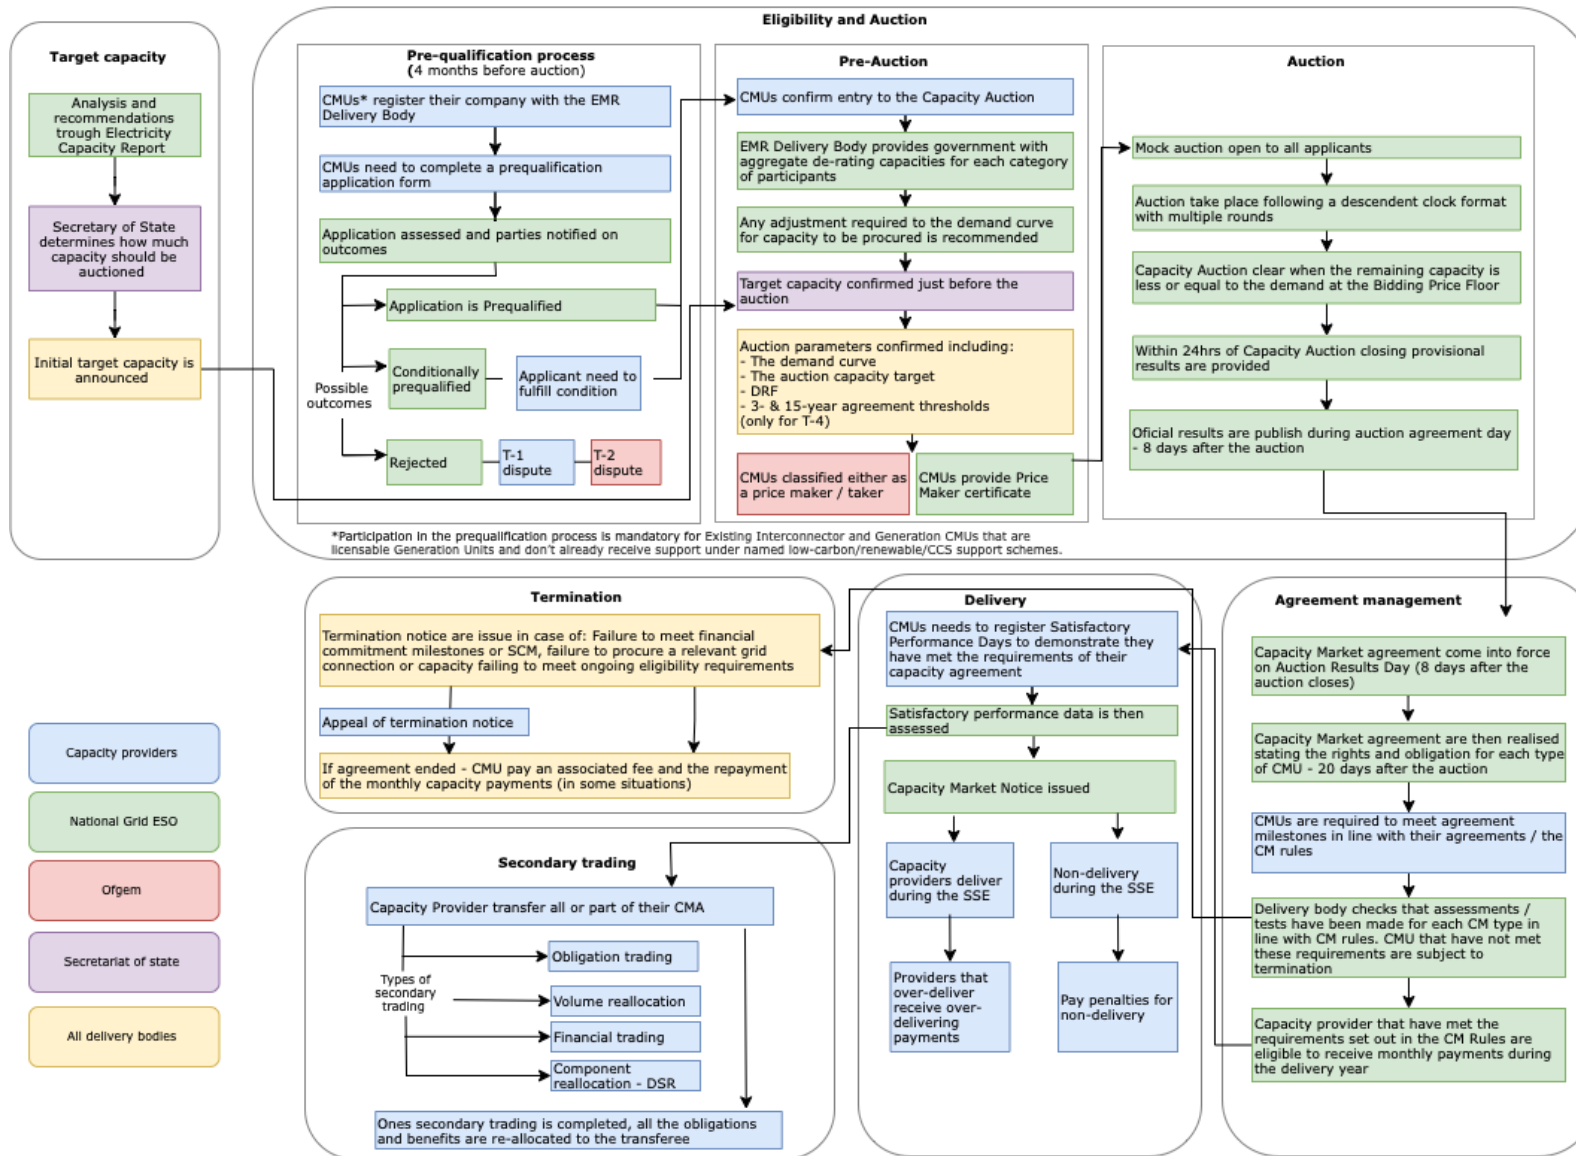 Eligibility and Auction
Target capacity
Analysis and
recommendations
trough Electricity
Capacity Report
Secretary of State
determines how much
capacity should be
auctioned
Initial target capacity is
announced
Pre-qualification process
(4 months before auction)
CMUs* register their company with the EMR
Delivery Body
CMUs need to complete a prequalification
application form
Application assessed and parties notified on
outcomes
Possible
outcomes
Application is Prequalified
Conditionally
prequalified
Applicant need to
fulfill condition
Rejected
T-1
dispute
T-2
dispute
Pre-Auction
CMUs confirm entry to the Capacity Auction
EMR Delivery Body provides government with
aggregate de-rating capacities for each category
of participants
Any adjustment required to the demand curve
for capacity to be procured is recommended
Target capacity confirmed just before the
auction
Auction parameters confirmed including:
- The demand curve
- The auction capacity target
- DRF
- 3- & 15-year agreement thresholds
(only for T-4)
CMUs classified either as
a price maker / taker
CMUs provide Price
Maker certificate
Auction
Mock auction open to all applicants
Auction take place following a descendent clock format
with multiple rounds
Capacity Auction clear when the remaining capacity is
less or equal to the demand at the Bidding Price Floor
Within 24hrs of Capacity Auction closing provisional
results are provided
Oficial results are publish during auction agreement day
- 8 days after the auction
*Participation in the prequalification process is mandatory for Existing Interconnector and Generation CMUs that are
licensable Generation Units and don't already receive support under named low-carbon/renewable/CCS support schemes.
Termination
Termination notice are issue in case of: Failure to meet financial
commitment milestones or SCM, failure to procure a relevant grid
connection or capacity failing to meet ongoing eligibility requirements
Appeal of termination notice
If agreement ended - CMU pay an associated fee and the repayment
of the monthly capacity payments (in some situations)
Delivery
CMUs needs to register Satisfactory
Performance Days to demonstrate they
have met the requirements of their
capacity agreement
Satisfactory performance data is then
assessed
Capacity Market Notice issued
Capacity
providers deliver
during the SSE
Non-delivery
during the SSE
Providers that
over-deliver
receive over-
delivering
payments
Pay penalties for
non-delivery
Agreement management
Capacity Market agreement come into force
on Auction Results Day (8 days after the
auction closes)
Capacity Market agreement are then realised
stating the rights and obligation for each type
of CMU - 20 days after the auction
CMUs are required to meet agreement
milestones in line with their agreements / the
CM rules
Delivery body checks that assessments /
tests have been made for each CM type in
line with CM rules. CMU that have not met
these requirements are subject to
termination
Capacity provider that have met the
requirements set out in the CM Rules are
eligible to receive monthly payments during
the delivery year
Secondary trading
Capacity Provider transfer all or part of their CMA
Types of
secondary
trading
Obligation trading
Volume reallocation
Financial trading
Component
reallocation - DSR
Ones secondary trading is completed, all the obligations
and benefits are re-allocated to the transferee
Capacity providers
National Grid ESO
Ofgem
Secretariat of state
All delivery bodies